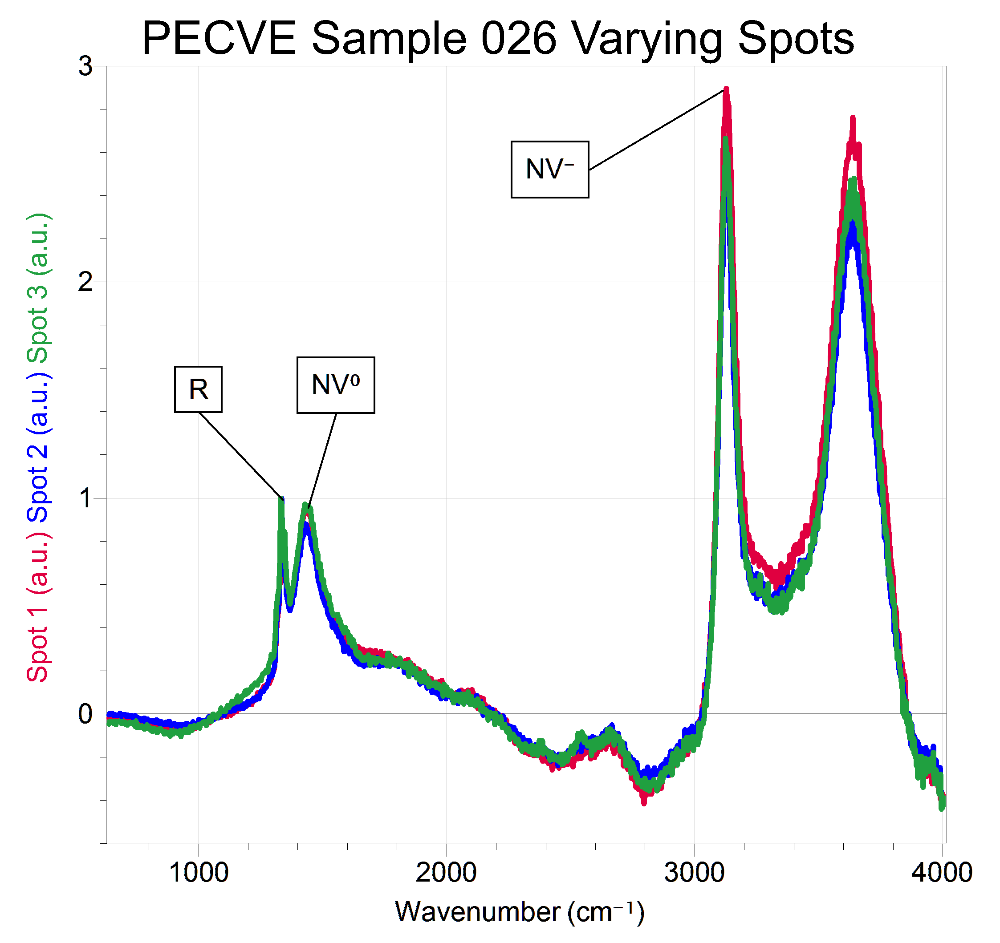 PECVE Sample 026 Varying Spots
3
2
1
0
Spot 1 (a.u.) Spot 2 (a.u.) Spot 3 (a.u.)
NV⁻
R
NV⁰
1000 2000 3000 4000
Wavenumber (cm⁻¹)